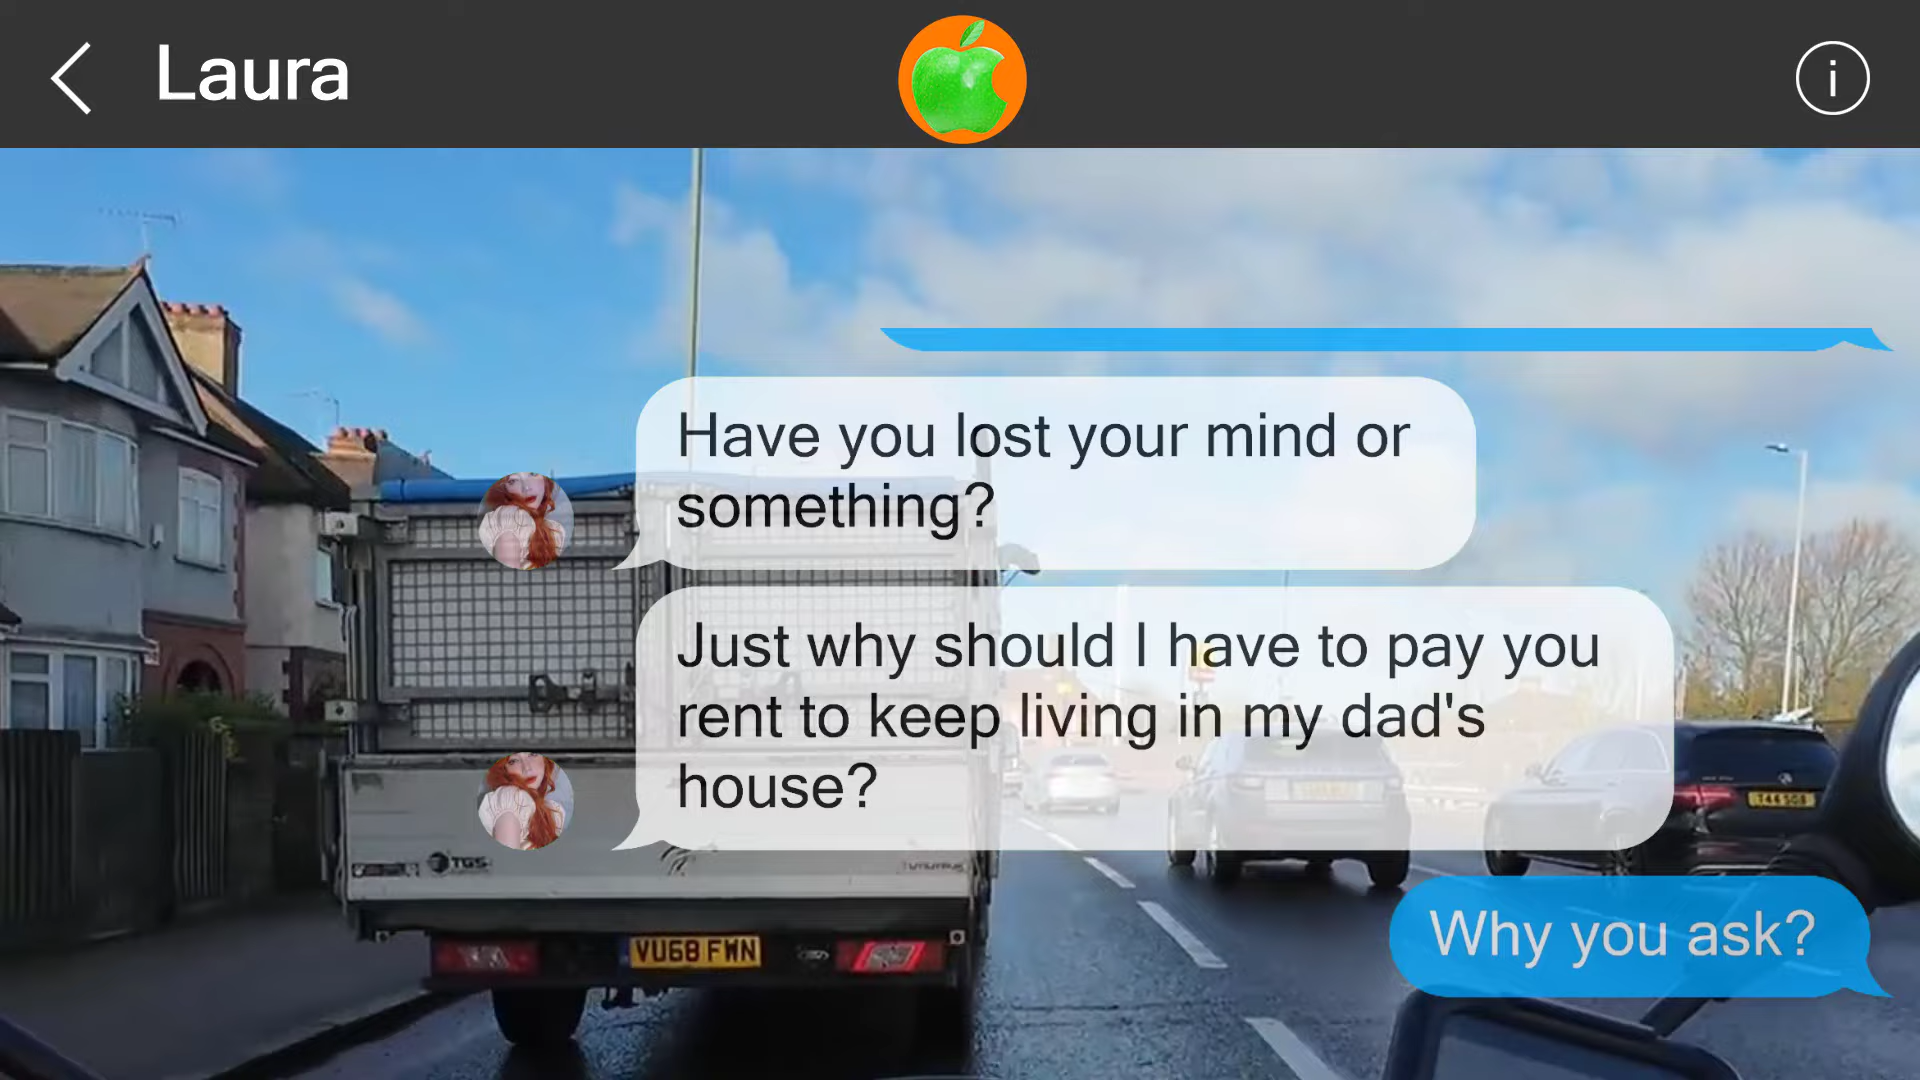 Laura
i
Have you lost your mind or
something?
Just why should I have to pay you
rent to keep living in my dad's
house?
Why you ask?
TGS
VU68 FWN